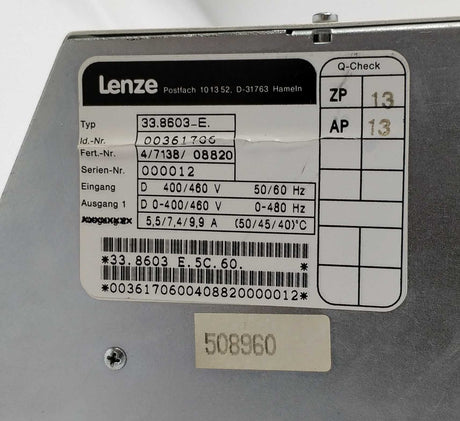 Lenze Postfach 10 13 52, D-31763 Hameln
Q-Check
ZP 13
AP 13
Typ 33.8603-E.
Id.-Nr. 00361706
Fert.-Nr. 4/7138/ 08820
Serien-Nr. 000012
Eingang D 400/460 V 50/60 Hz
Ausgang 1 D 0-400/460 V 0-480 Hz
5,5/7,4/9,9 A (50/45/40)°C
*33.8603 E.5C.60.
*0036170600408820000012*
508960